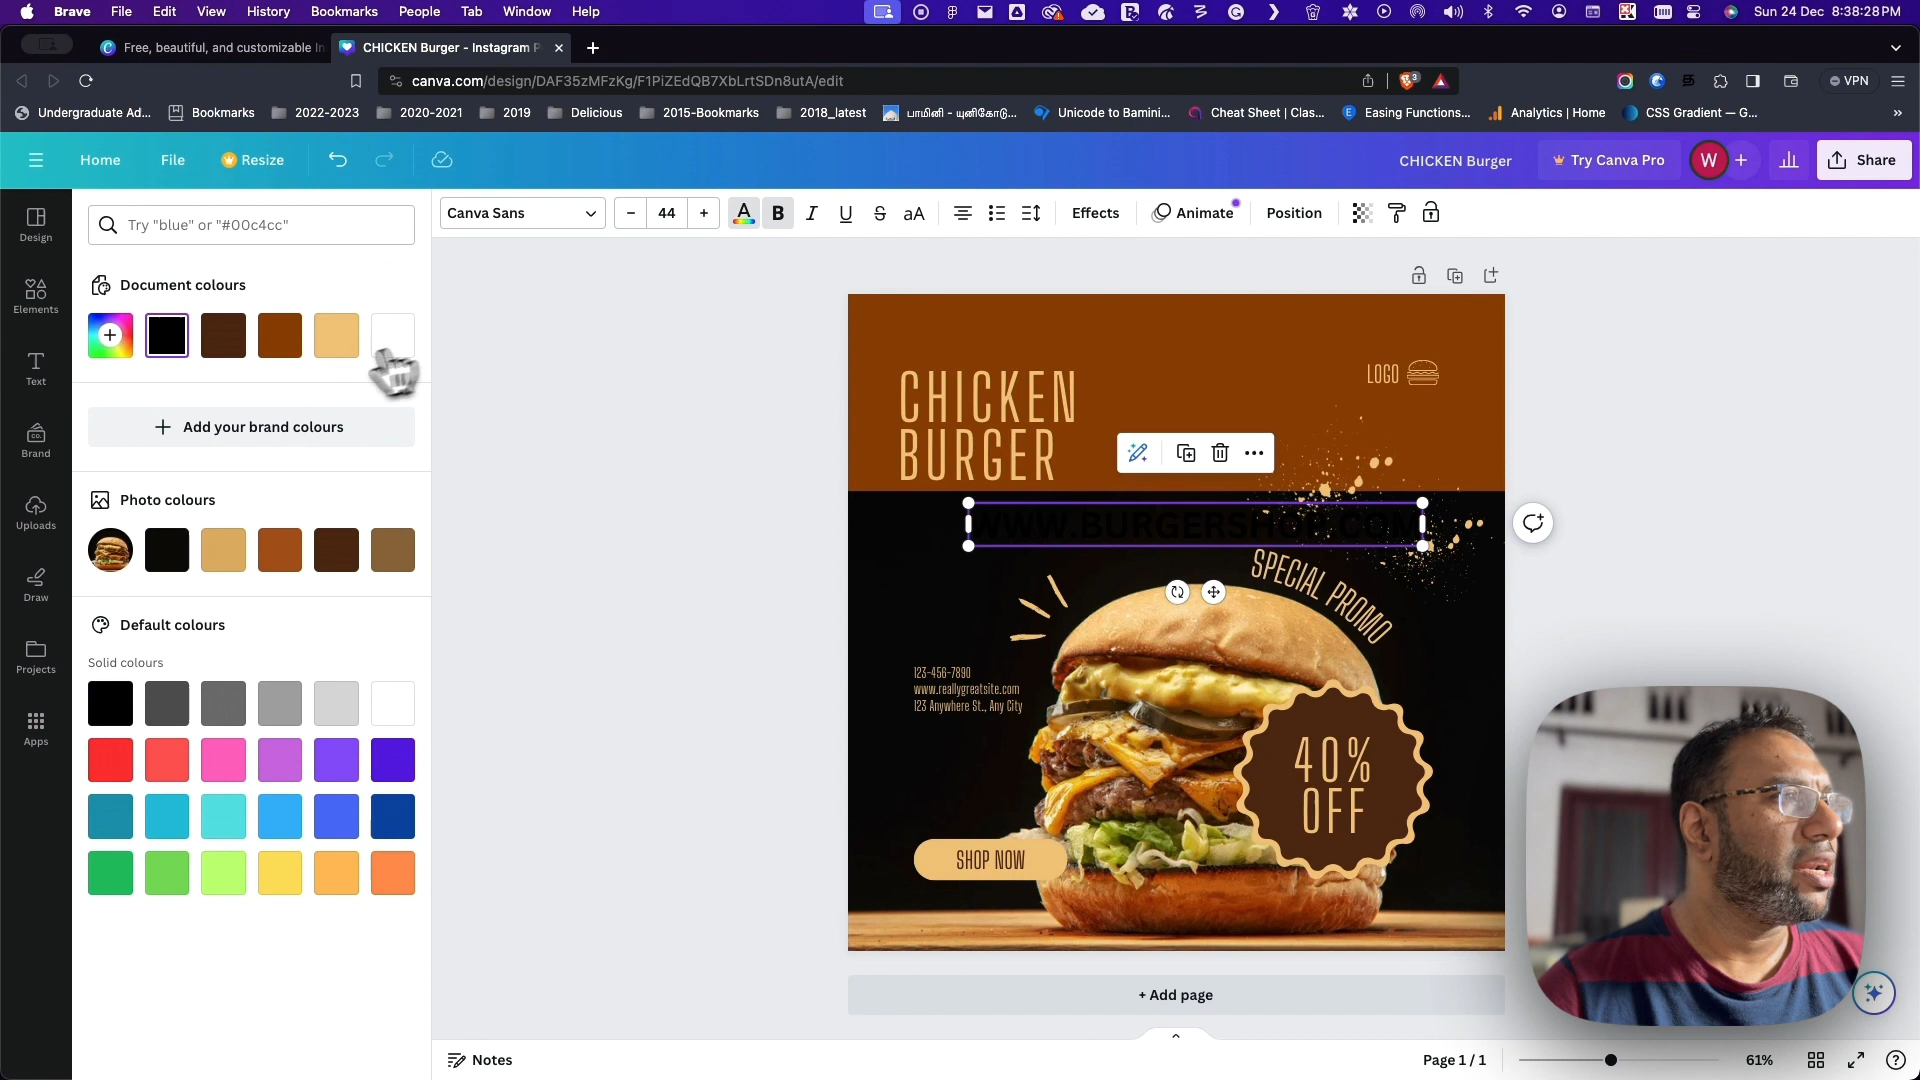 Brave File Edit View History Bookmarks People Tab Window Help
Sun 24 Dec 8:38:28 PM
Free, beautiful, and customizable In
CHICKEN Burger - Instagram P
canva.com/design/DAF35zMFzKg/F1PiZEdQB7XbLrtSDn8utA/edit
3
VPN
Undergraduate Ad...
Bookmarks
2022-2023
2020-2021
2019
Delicious
2015-Bookmarks
2018_latest
பாமினி - யுனிகோடு...
Unicode to Bamini...
Cheat Sheet | Clas...
Easing Functions...
Analytics | Home
CSS Gradient — G...
Home
File
Resize
CHICKEN Burger
Try Canva Pro
W
Share
Try "blue" or "#00c4cc"
Canva Sans
44
A B I U S aA
Effects
Animate
Position
Design
Elements
Text
Brand
Uploads
Draw
Projects
Apps
Document colours
Add your brand colours
Photo colours
Default colours
Solid colours
CHICKEN
BURGER
LOGO
WWW.BURGERSHOP.COM
SPECIAL PROMO
123-456-7890
www.reallygreatsite.com
123 Anywhere St., Any City
40%
OFF
SHOP NOW
+ Add page
Notes
Page 1 / 1
61%